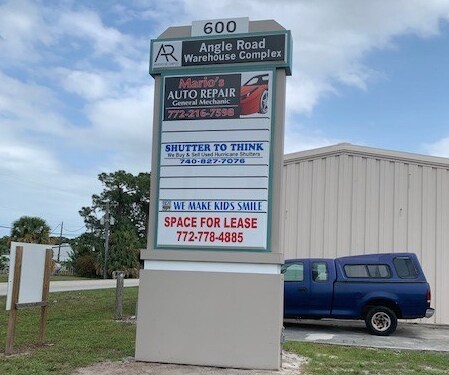 600
AR
Angle Road
Warehouse Complex
Mario's
AUTO REPAIR
General Mechanic
772-216-7598
SHUTTER TO THINK
We Buy & Sell Used Hurricane Shutters
740-827-7076
WE MAKE KIDS SMILE
SPACE FOR LEASE
772-778-4885